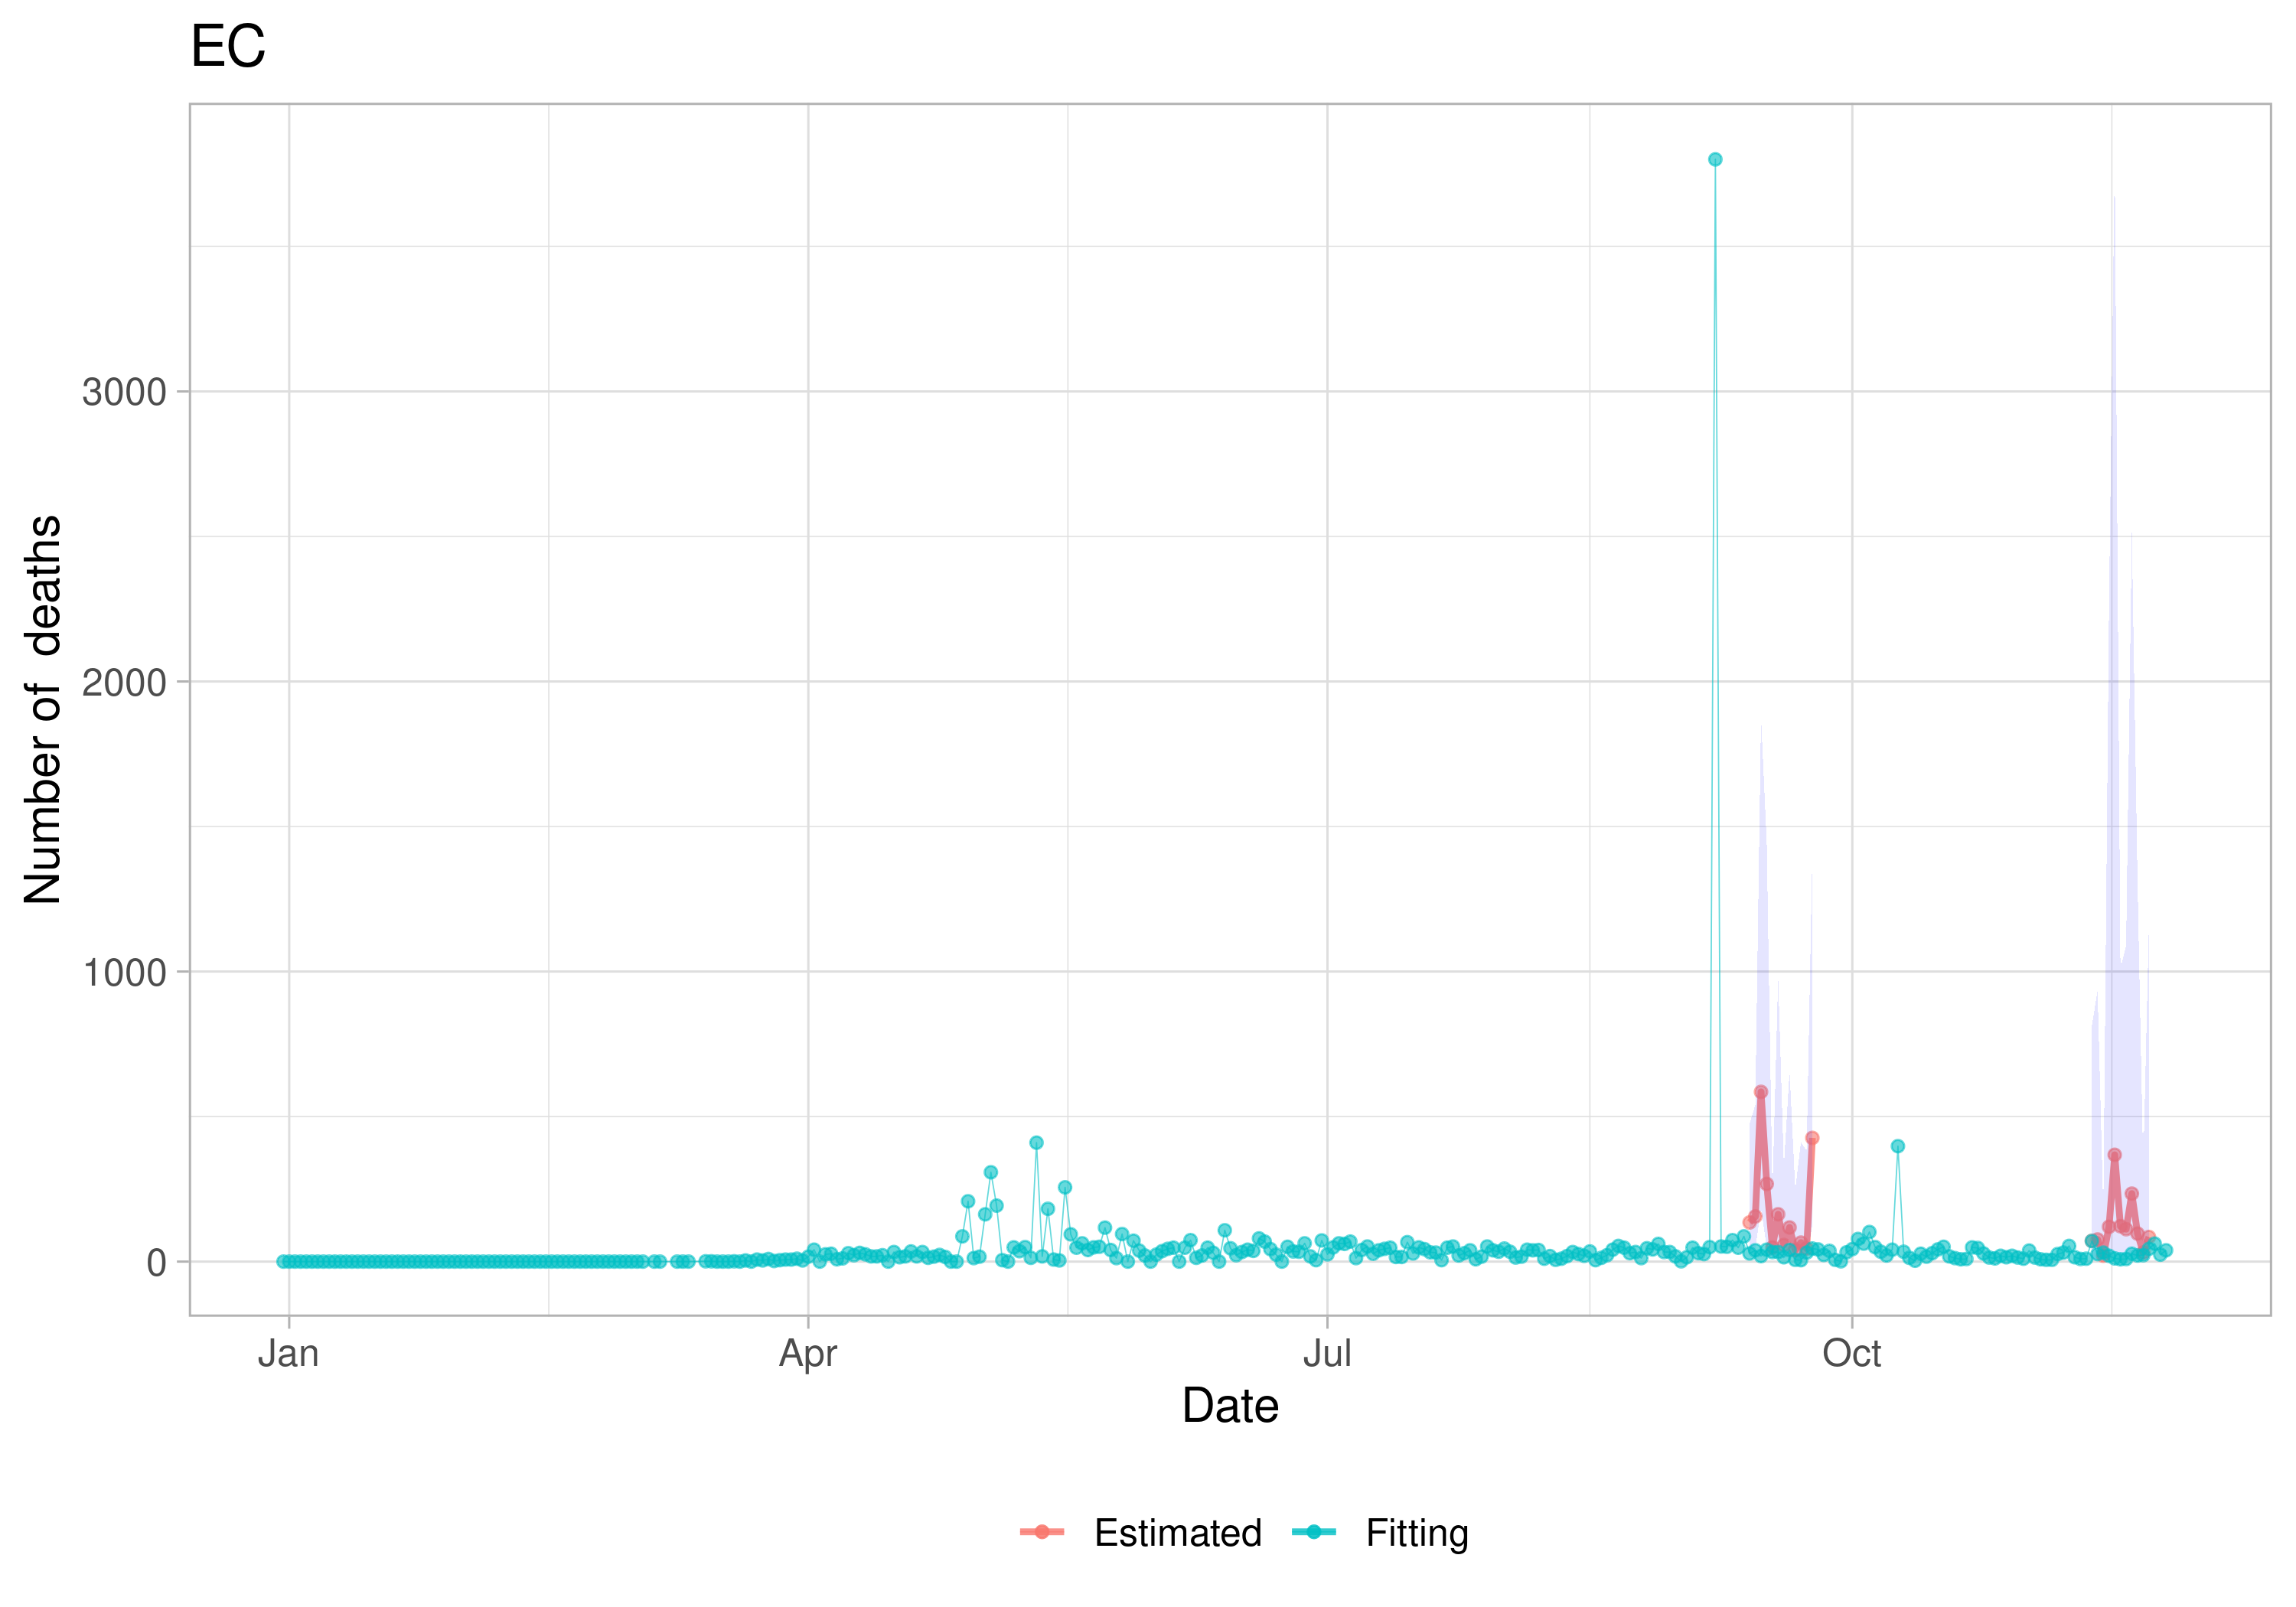 EC
Number of  deaths
3000
2000
1000
0
Jan Apr Jul Oct
Date
Estimated Fitting